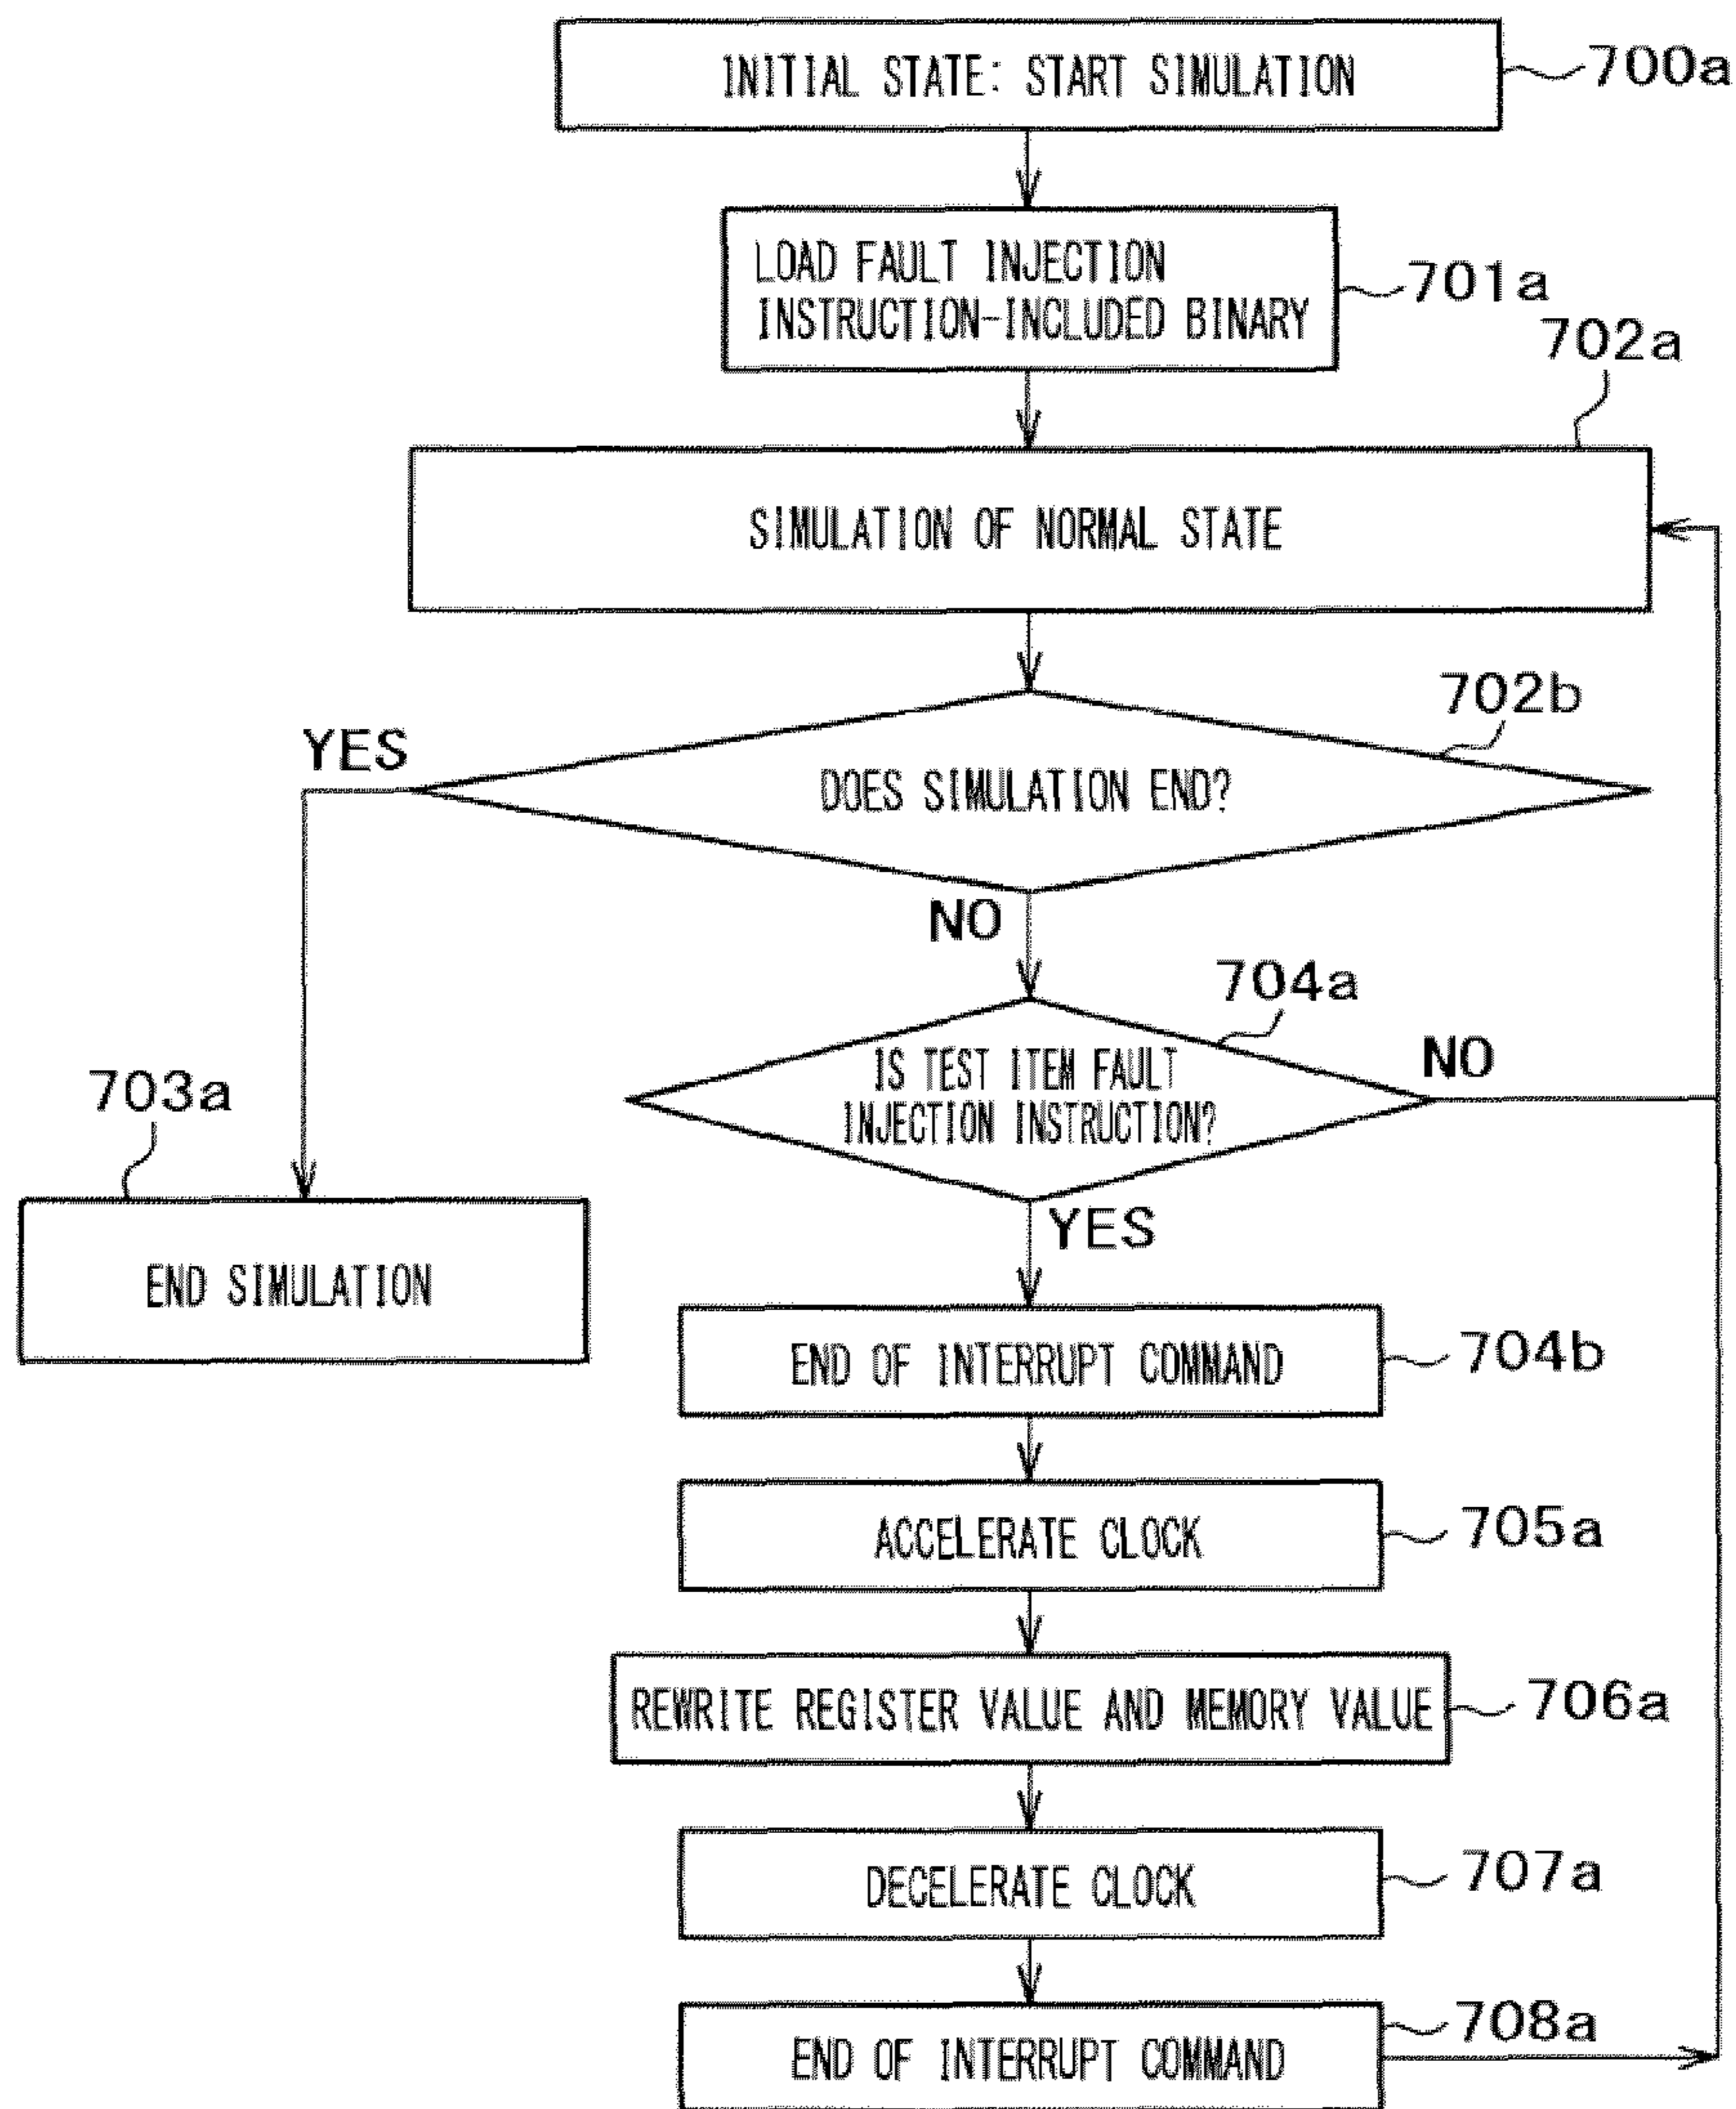 INITIAL STATE: START SIMULATION
700a
LOAD FAULT INJECTION
INSTRUCTION-INCLUDED BINARY
701a
702a
SIMULATION OF NORMAL STATE
702b
YES
DOES SIMULATION END?
NO
704a
IS TEST ITEM FAULT
INJECTION INSTRUCTION?
NO
703a
YES
END SIMULATION
END OF INTERRUPT COMMAND
704b
ACCELERATE CLOCK
705a
REWRITE REGISTER VALUE AND MEMORY VALUE
706a
DECELERATE CLOCK
707a
END OF INTERRUPT COMMAND
708a